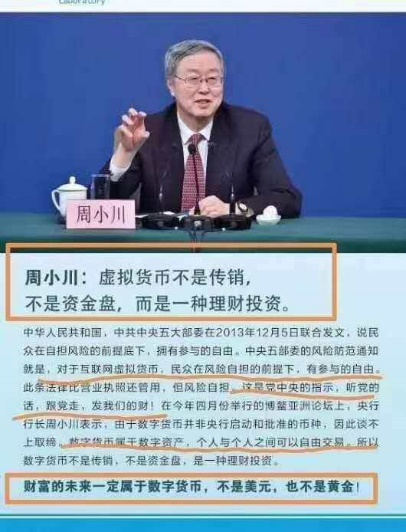 Laboratory
周小川
周小川：虚拟货币不是传销，
不是资金盘，而是一种理财投资。
中华人民共和国，中共中央五大部委在2013年12月5日联合发文，说民
众在自担风险的前提底下，拥有参与的自由。中央五部委的风险防范通知
就是，对于互联网虚拟货币，民众在风险自担的前提下，有参与的自由。
此条法律比营业执照还管用，但风险自担，这是党中央的指示，听党的
话，跟党走，发我们的财！在今年四月份举行的博鳌亚洲论坛上，央行
行长周小川表示，由于数字货币并非央行启动和批准的币种，因此谈不
上取缔，数字货币属于数字资产，个人与个人之间可以自由交易。所以
数字货币不是传销，不是资金盘，是一种理财投资。
财富的未来一定属于数字货币，不是美元，也不是黄金！